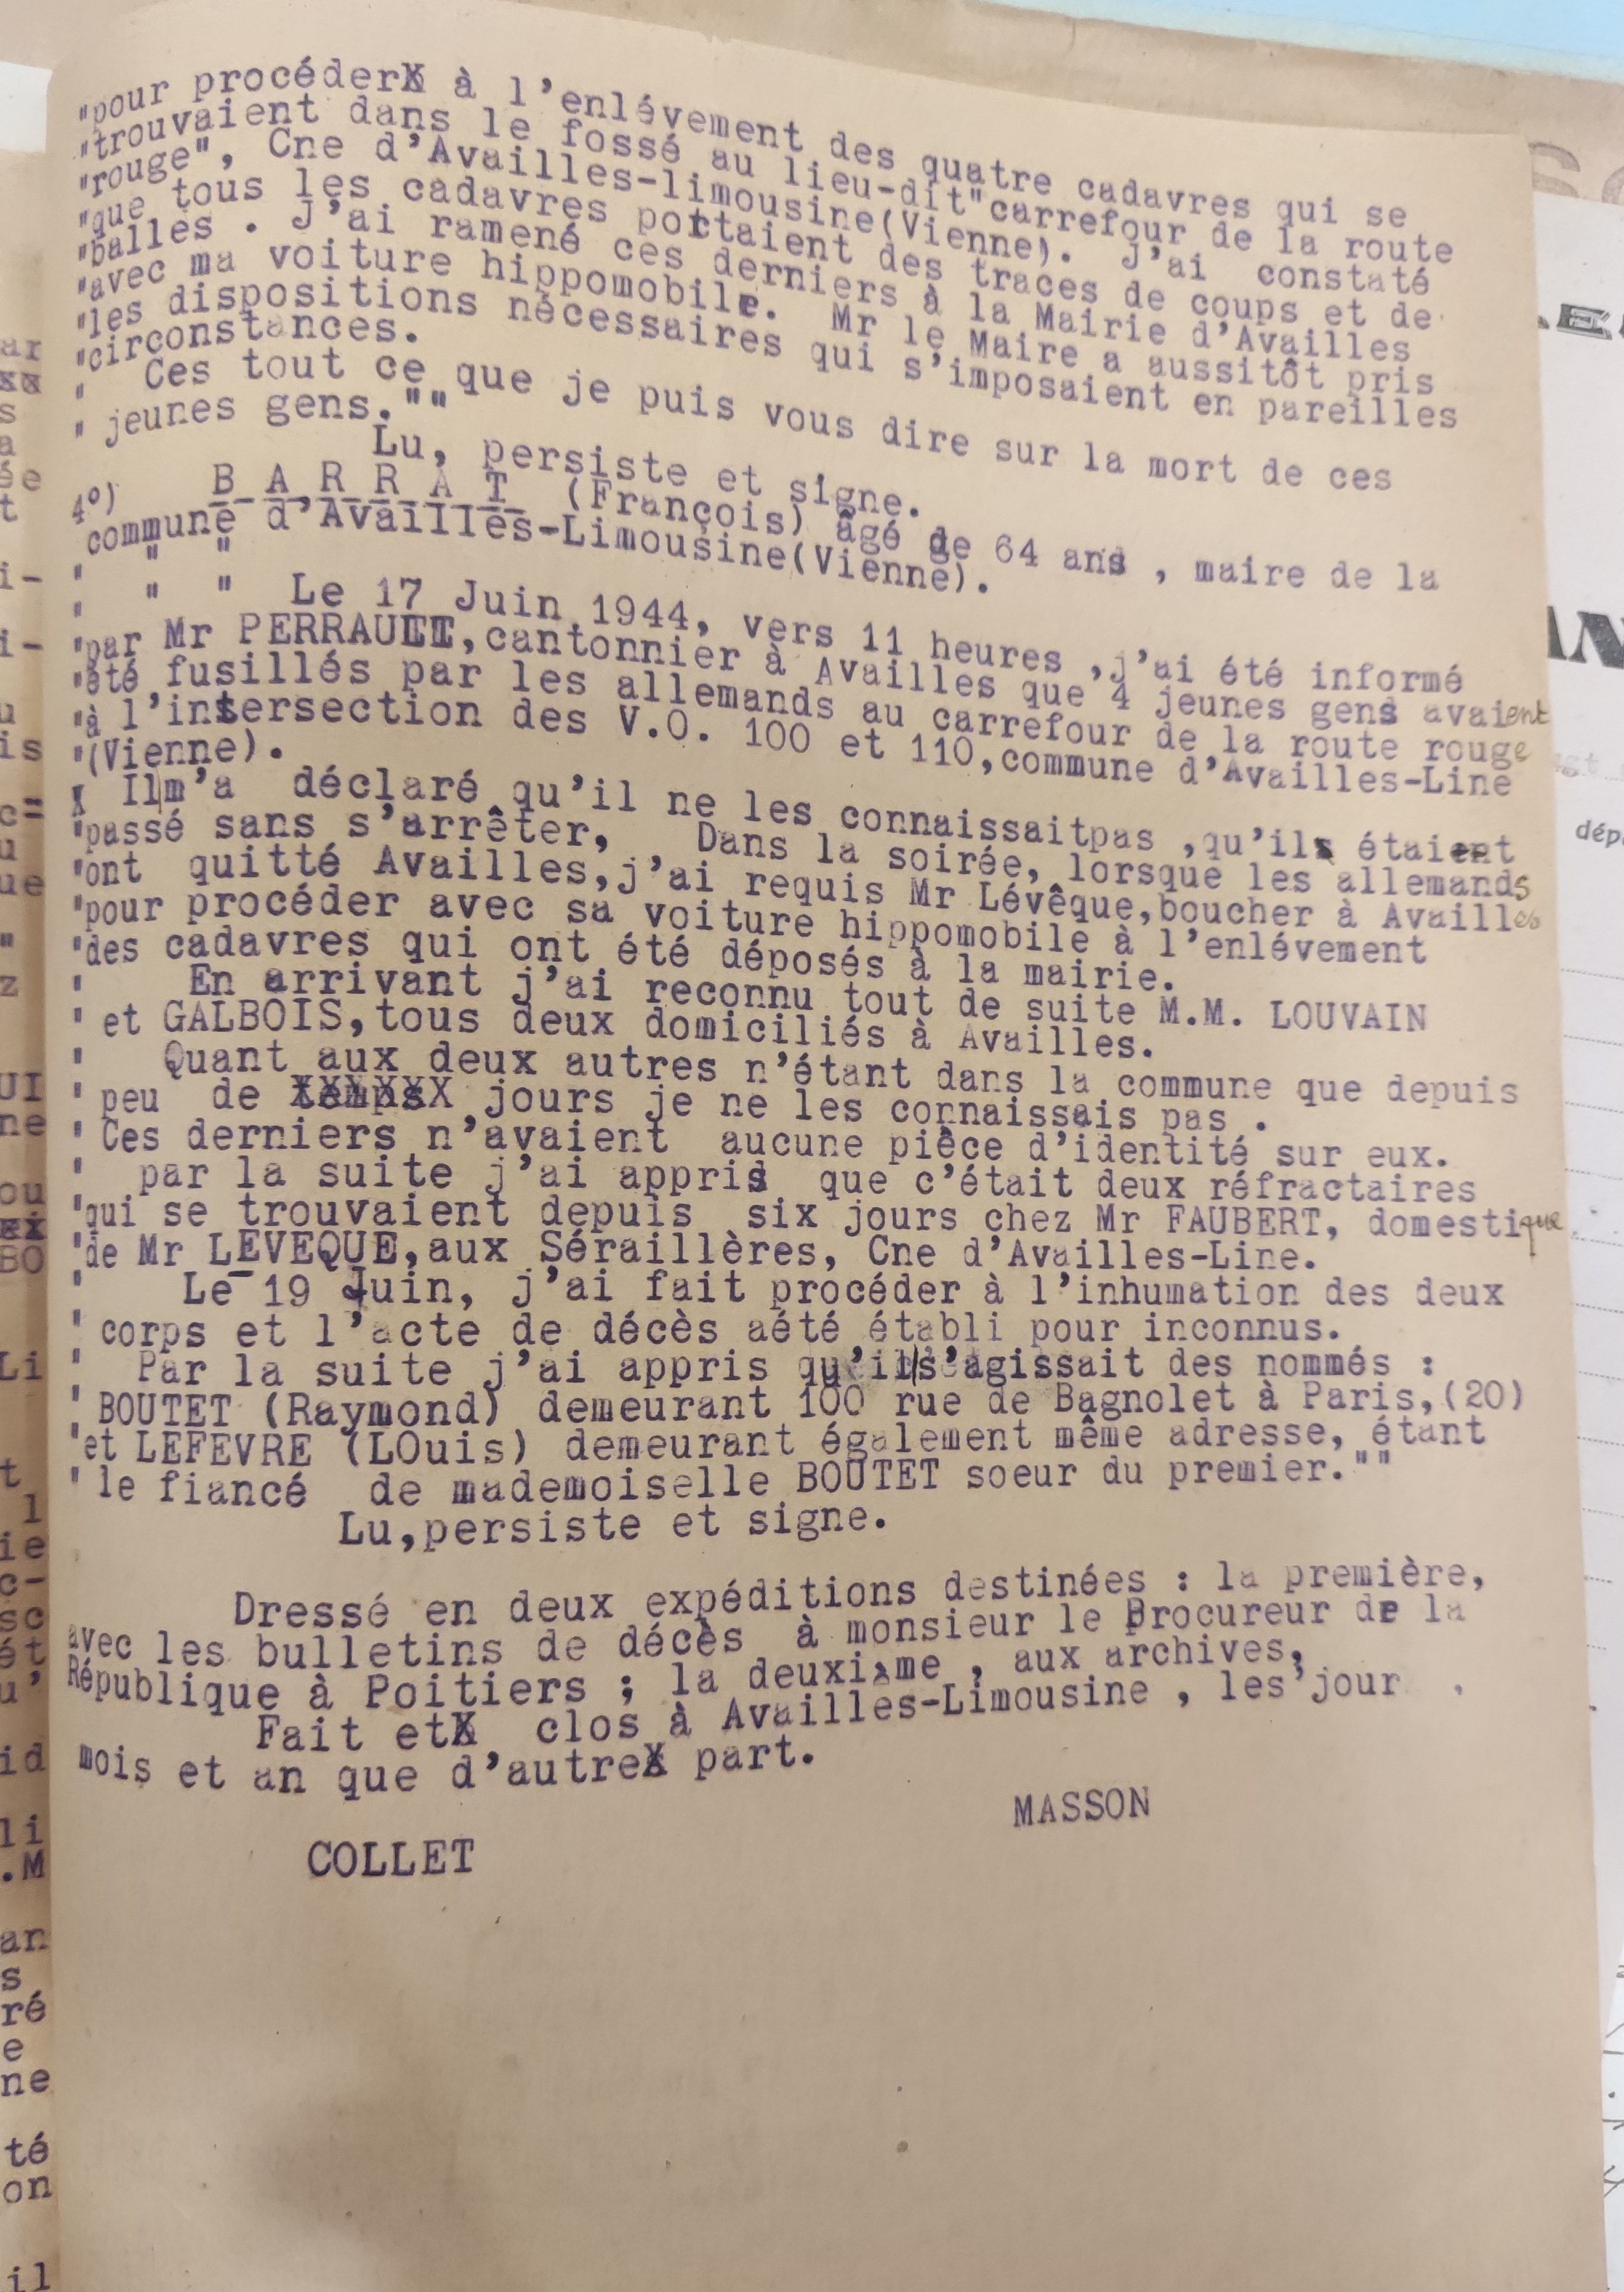 "pour procéder à l'enlévement des quatre cadavres qui se
"trouvaient dans le fossé au lieu-dit"carrefour de la route
"rouge", Cne d'Availles-limousine(Vienne). J'ai constaté
"que tous les cadavres portaient des traces de coups et de
"balles . J'ai ramené ces derniers à la Mairie d'Availles
"avec ma voiture hippomobile. Mr le Maire a aussitôt pris
"les dispositions nécessaires qui s'imposaient en pareilles
"circonstances.
" Ces tout ce que je puis vous dire sur la mort de ces
" jeunes gens.""
Lu, persiste et signe.
4°) B A R R A T (François) âgé de 64 ans , maire de la
commune d'Availles-Limousine(Vienne).
" " "
" " " Le 17 Juin 1944, vers 11 heures ,j'ai été informé
"par Mr PERRAULT,cantonnier à Availles que 4 jeunes gens avaient
"été fusillés par les allemands au carrefour de la route rouge
"à l'intersection des V.O. 100 et 110,commune d'Availles-Line
"(Vienne).
Il m'a déclaré qu'il ne les connaissaitpas ,qu'il était
"passé sans s'arrêter, Dans la soirée, lorsque les allemands
"ont quitté Availles,j'ai requis Mr Lévêque,boucher à Availles
"pour procéder avec sa voiture hippomobile à l'enlévement
"des cadavres qui ont été déposés à la mairie.
" En arrivant j'ai reconnu tout de suite M.M. LOUVAIN
" et GALBOIS,tous deux domiciliés à Availles.
" Quant aux deux autres n'étant dans la commune que depuis
" peu de jours je ne les connaissais pas .
" Ces derniers n'avaient aucune pièce d'identité sur eux.
" par la suite j'ai appris que c'était deux réfractaires
"qui se trouvaient depuis six jours chez Mr FAUBERT, domestique
"de Mr LEVEQUE,aux Séraillères, Cne d'Availles-Line.
" Le 19 Juin, j'ai fait procéder à l'inhumation des deux
" corps et l'acte de décès aété établi pour inconnus.
" Par la suite j'ai appris qu'il s'agissait des nommés :
" BOUTET (Raymond) demeurant 100 rue de Bagnolet à Paris,(20)
"et LEFEVRE (LOuis) demeurant également même adresse, étant
" le fiancé de mademoiselle BOUTET soeur du premier.""
Lu,persiste et signe.
Dressé en deux expéditions destinées : la première,
avec les bulletins de décès à monsieur le Procureur de la
République à Poitiers ; la deuxième , aux archives,
Fait et clos à Availles-Limousine , les jour ,
mois et an que d'autre part.
MASSON
COLLET